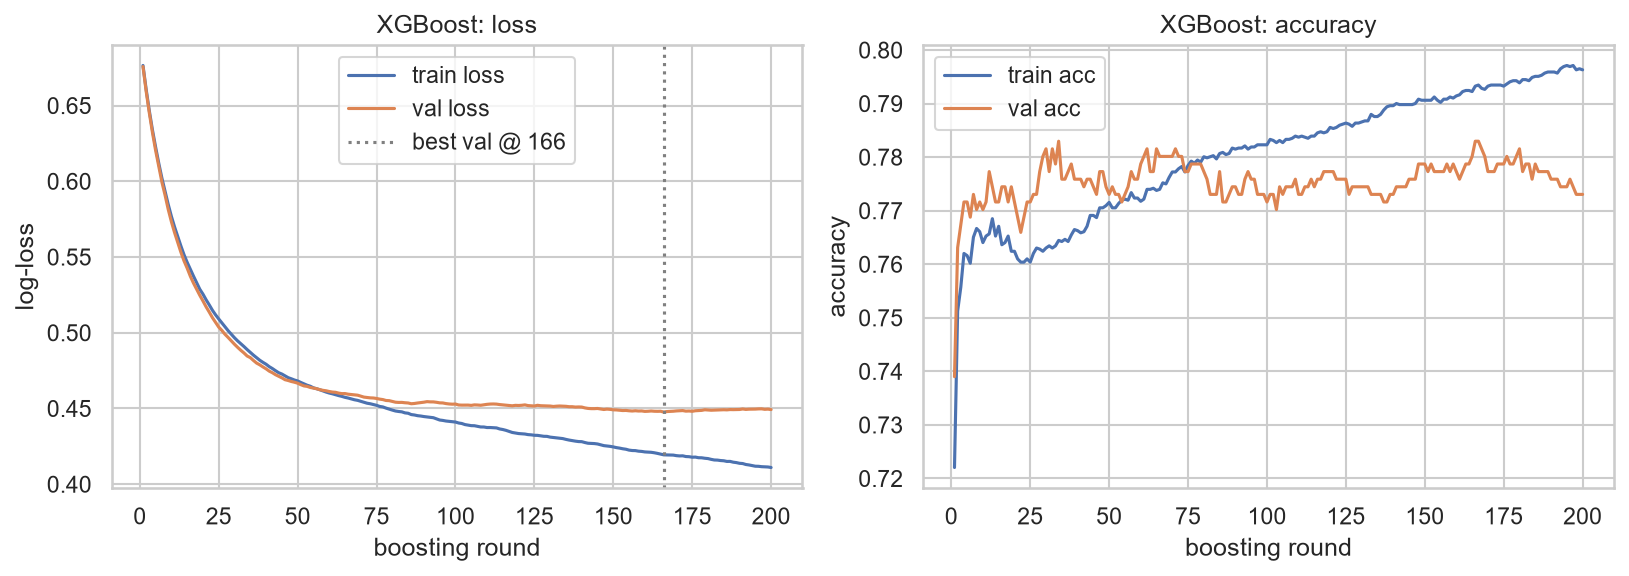 XGBoost: loss
train loss
val loss
best val @ 166
0.65
0.60
0.55
0.50
0.45
0.40
log-loss
0 25 50 75 100 125 150 175 200
boosting round
XGBoost: accuracy
train acc
val acc
0.80
0.79
0.78
0.77
0.76
0.75
0.74
0.73
0.72
accuracy
0 25 50 75 100 125 150 175 200
boosting round